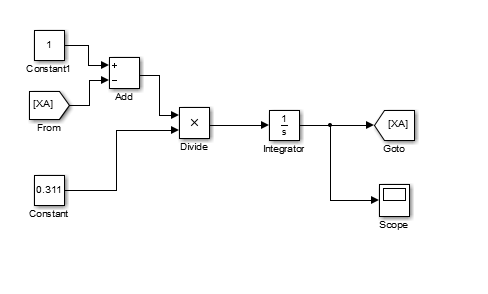 1
Constant1
+
−
Add
[XA]
From
×
Divide
1
s
Integrator
[XA]
Goto
0.311
Constant
Scope